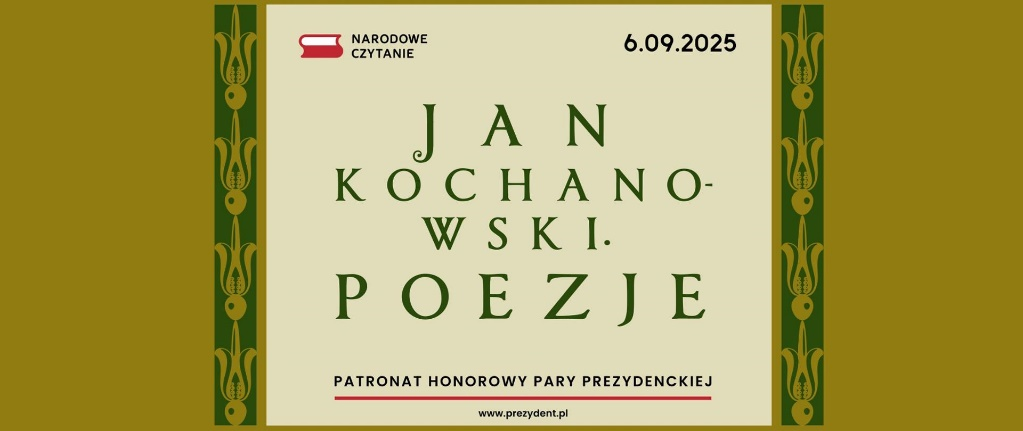 NARODOWE
CZYTANIE
6.09.2025
JAN
KOCHANO-
WSKI.
POEZJE
PATRONAT HONOROWY PARY PREZYDENCKIEJ
www.prezydent.pl